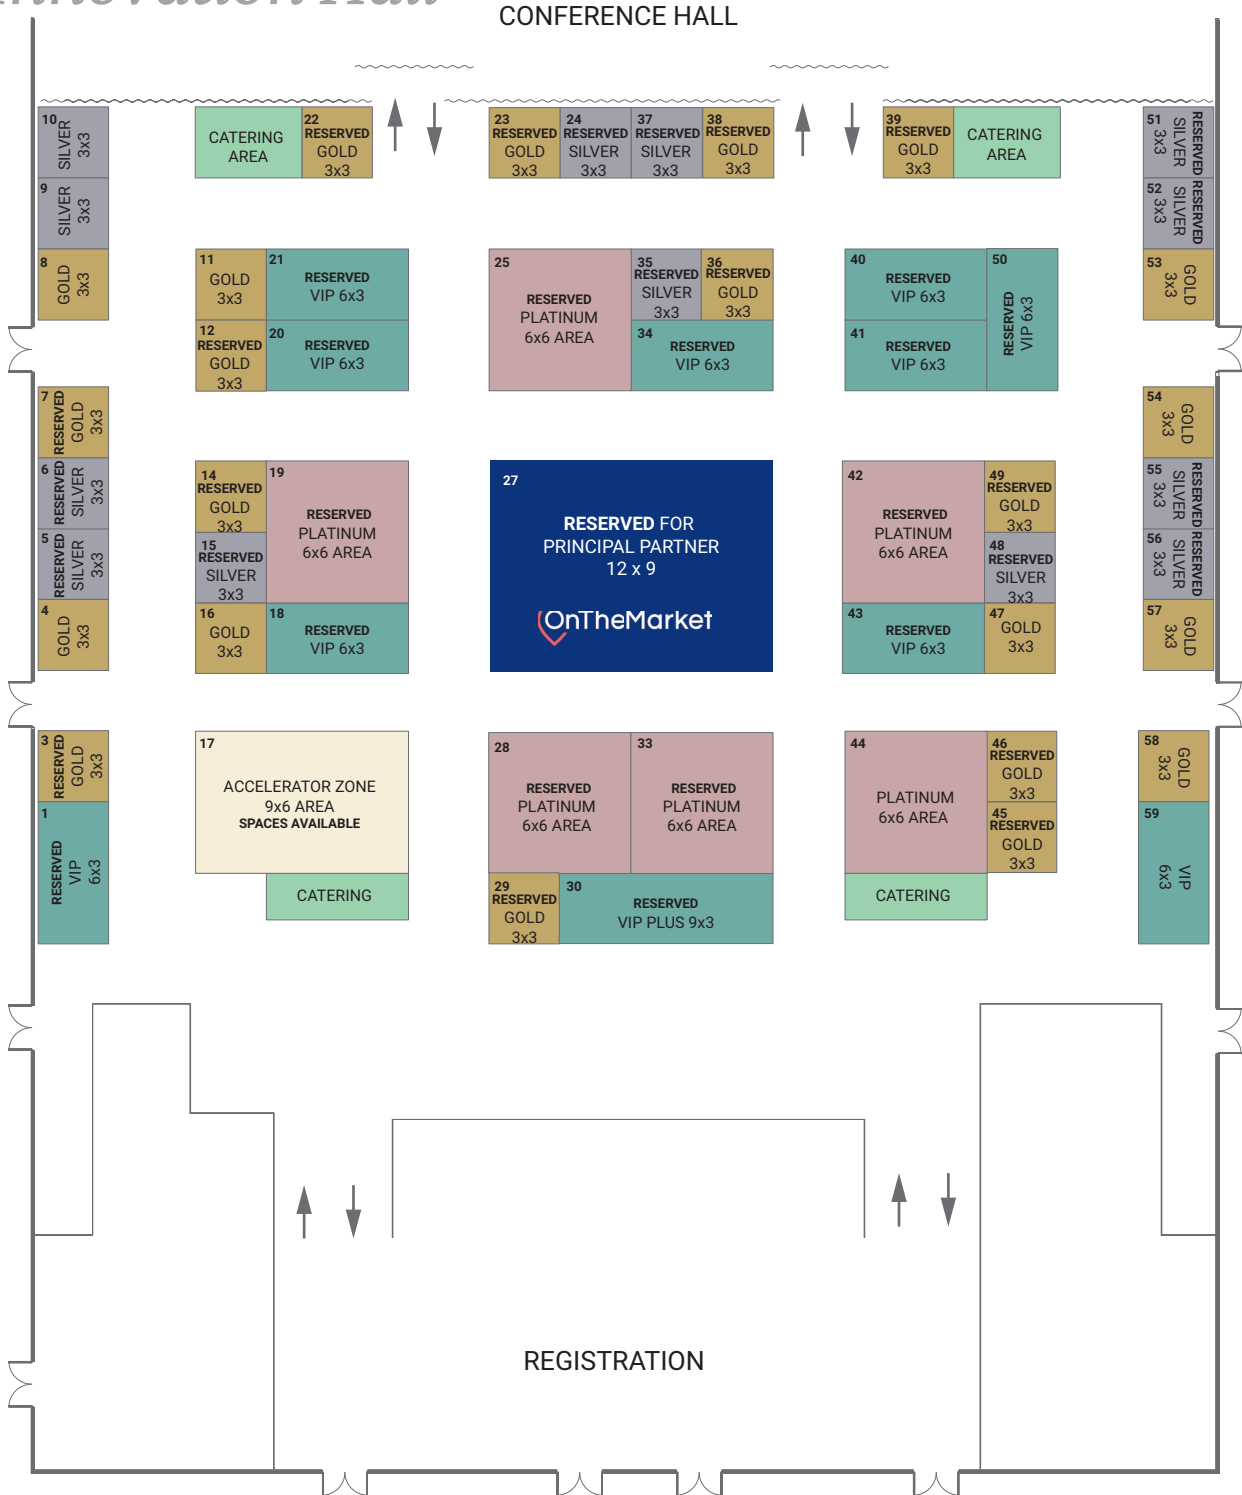 Innovation Hall
CONFERENCE HALL
10
SILVER
3x3
9
SILVER
3x3
8
GOLD
3x3
CATERING
AREA
22
RESERVED
GOLD
3x3
23
RESERVED
GOLD
3x3
24
RESERVED
SILVER
3x3
37
RESERVED
SILVER
3x3
38
RESERVED
GOLD
3x3
39
RESERVED
GOLD
3x3
CATERING
AREA
51
RESERVED
SILVER
3x3
52
RESERVED
SILVER
3x3
53
GOLD
3x3
11
GOLD
3x3
21
RESERVED
VIP 6x3
12
RESERVED
GOLD
3x3
20
RESERVED
VIP 6x3
25
RESERVED
PLATINUM
6x6 AREA
35
RESERVED
SILVER
3x3
36
RESERVED
GOLD
3x3
34
RESERVED
VIP 6x3
40
RESERVED
VIP 6x3
41
RESERVED
VIP 6x3
50
RESERVED
VIP 6x3
7
RESERVED
GOLD
3x3
6
RESERVED
SILVER
3x3
5
RESERVED
SILVER
3x3
4
GOLD
3x3
14
RESERVED
GOLD
3x3
15
RESERVED
SILVER
3x3
16
GOLD
3x3
19
RESERVED
PLATINUM
6x6 AREA
18
RESERVED
VIP 6x3
27
RESERVED FOR
PRINCIPAL PARTNER
12 x 9
OnTheMarket
42
RESERVED
PLATINUM
6x6 AREA
43
RESERVED
VIP 6x3
49
RESERVED
GOLD
3x3
48
RESERVED
SILVER
3x3
47
GOLD
3x3
54
GOLD
3x3
55
RESERVED
SILVER
3x3
56
RESERVED
SILVER
3x3
57
GOLD
3x3
3
RESERVED
GOLD
3x3
1
RESERVED
VIP
6x3
17
ACCELERATOR ZONE
9x6 AREA
SPACES AVAILABLE
CATERING
28
RESERVED
PLATINUM
6x6 AREA
33
RESERVED
PLATINUM
6x6 AREA
29
RESERVED
GOLD
3x3
30
RESERVED
VIP PLUS 9x3
44
PLATINUM
6x6 AREA
46
RESERVED
GOLD
3x3
45
RESERVED
GOLD
3x3
CATERING
58
GOLD
3x3
59
VIP
6x3
REGISTRATION